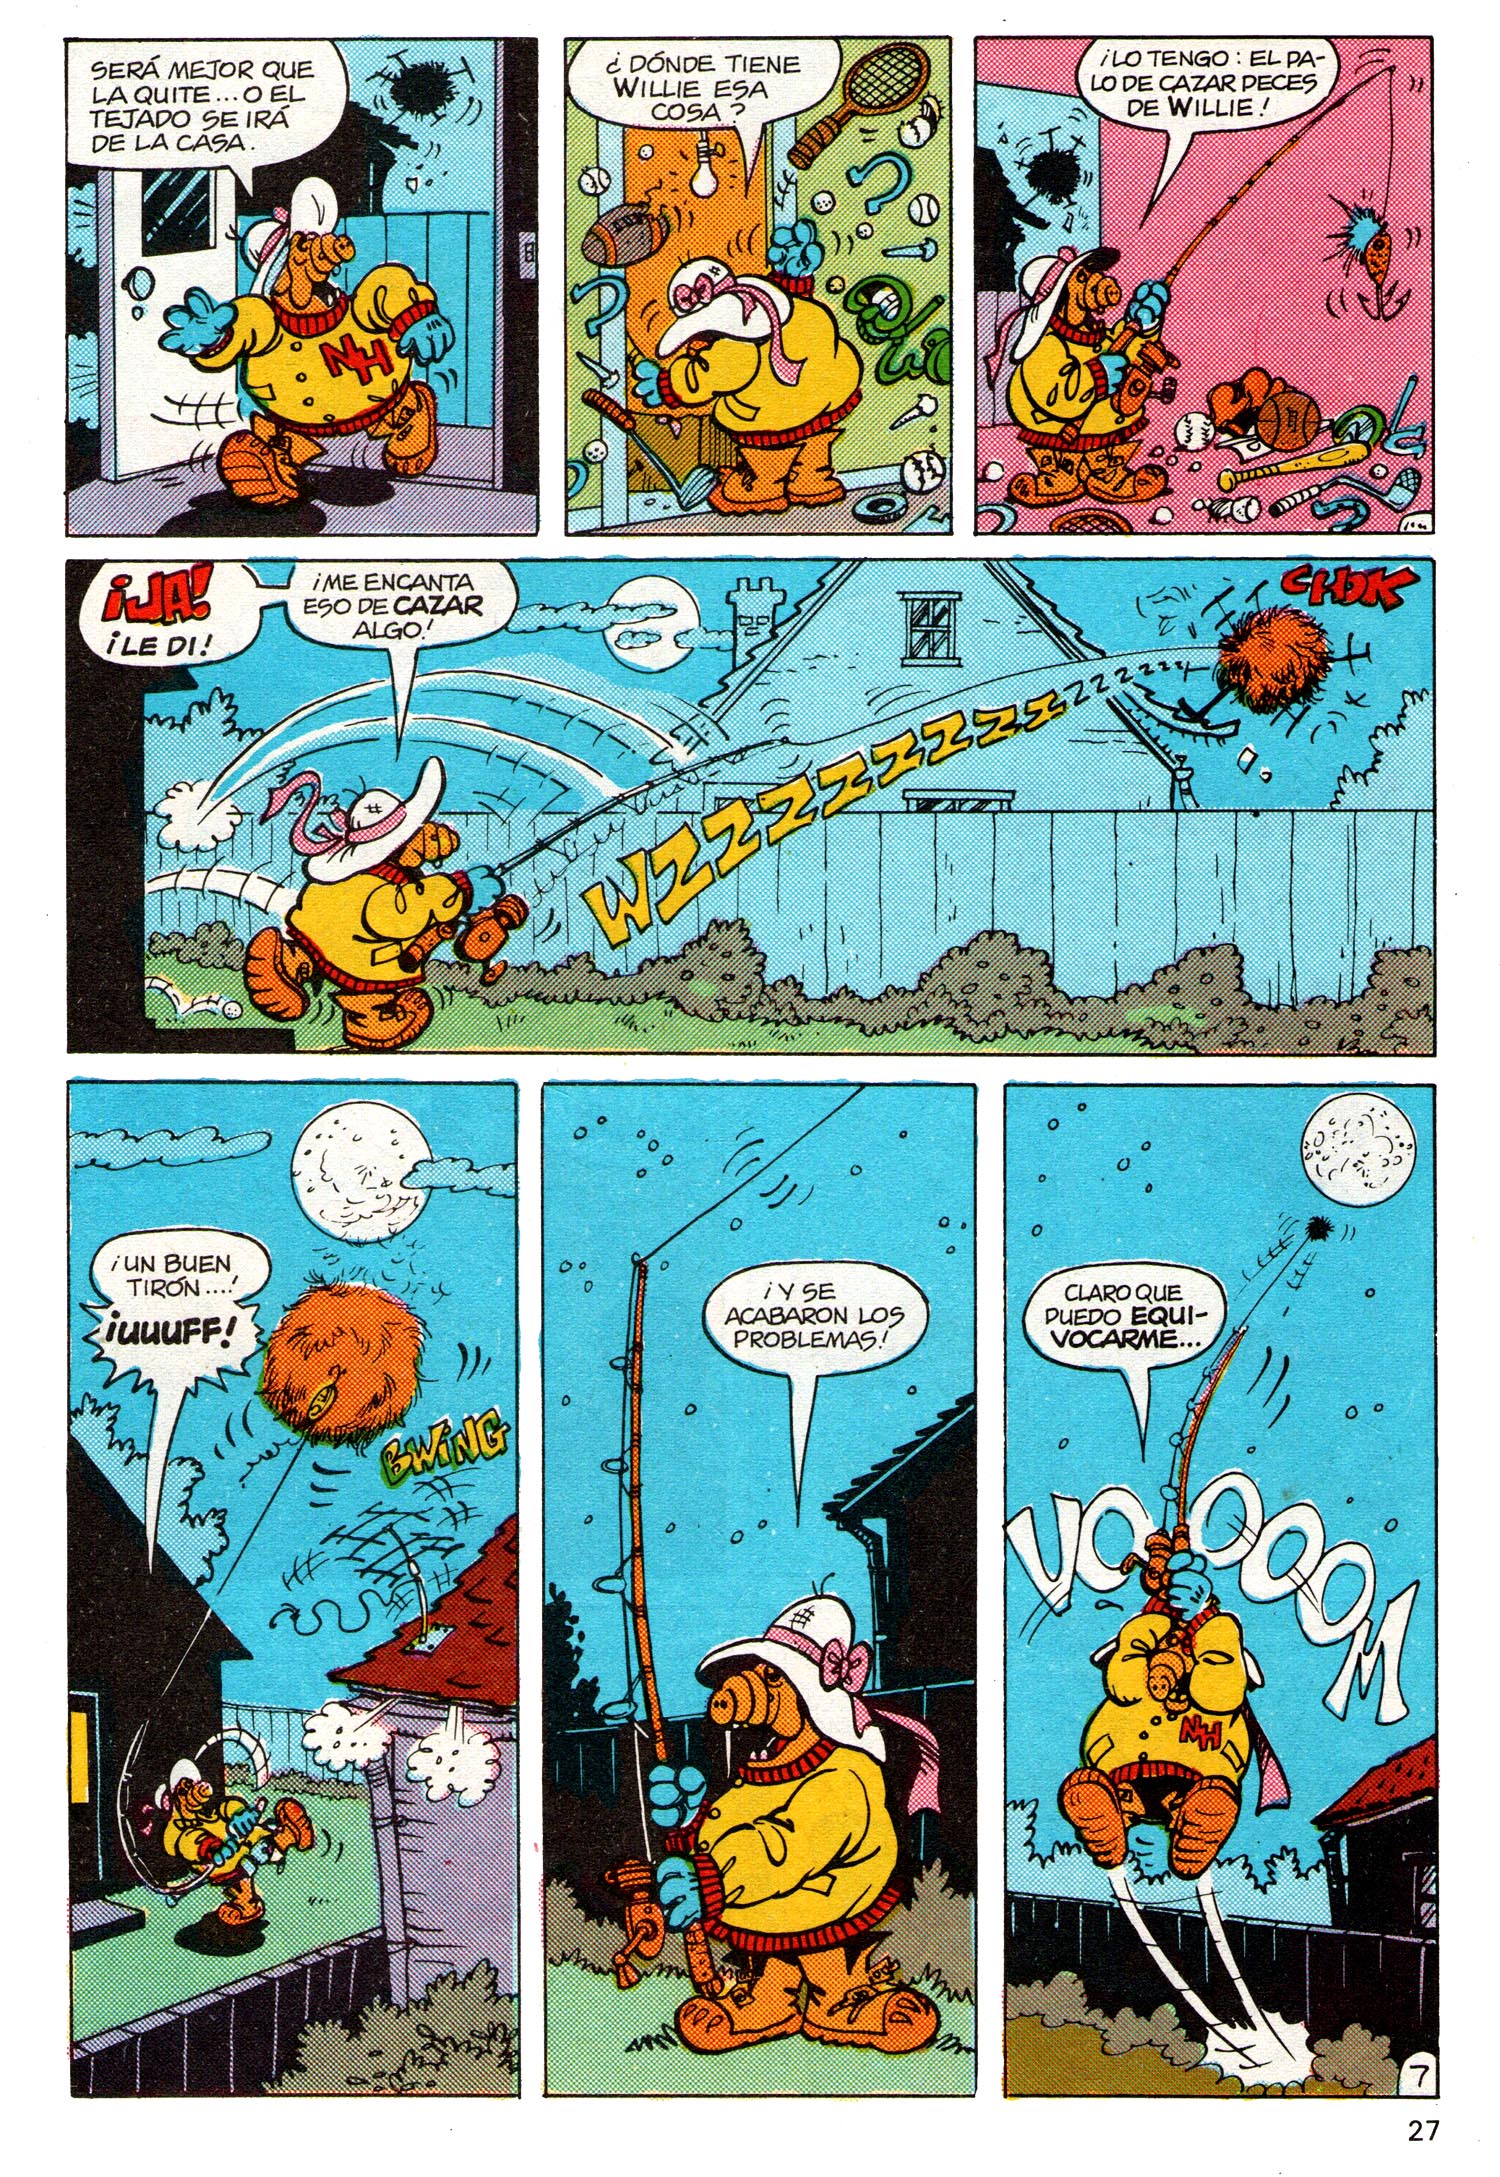 SERÁ MEJOR QUE
LA QUITE... O EL
TEJADO SE IRÁ
DE LA CASA.
NH
¿DÓNDE TIENE
WILLIE ESA
COSA?
¡LO TENGO: EL PA-
LO DE CAZAR PECES
DE WILLIE!
¡JA!
¡LE DI!
¡ME ENCANTA
ESO DE CAZAR
ALGO!
WZZZZZZZZZZZZZZZ
CHOK
¡UN BUEN
TIRÓN...!
¡UUUFF!
BWING
¡Y SE
ACABARON LOS
PROBLEMAS!
CLARO QUE
PUEDO EQUI-
VOCARME...
VOOOOOM
NH
7
27